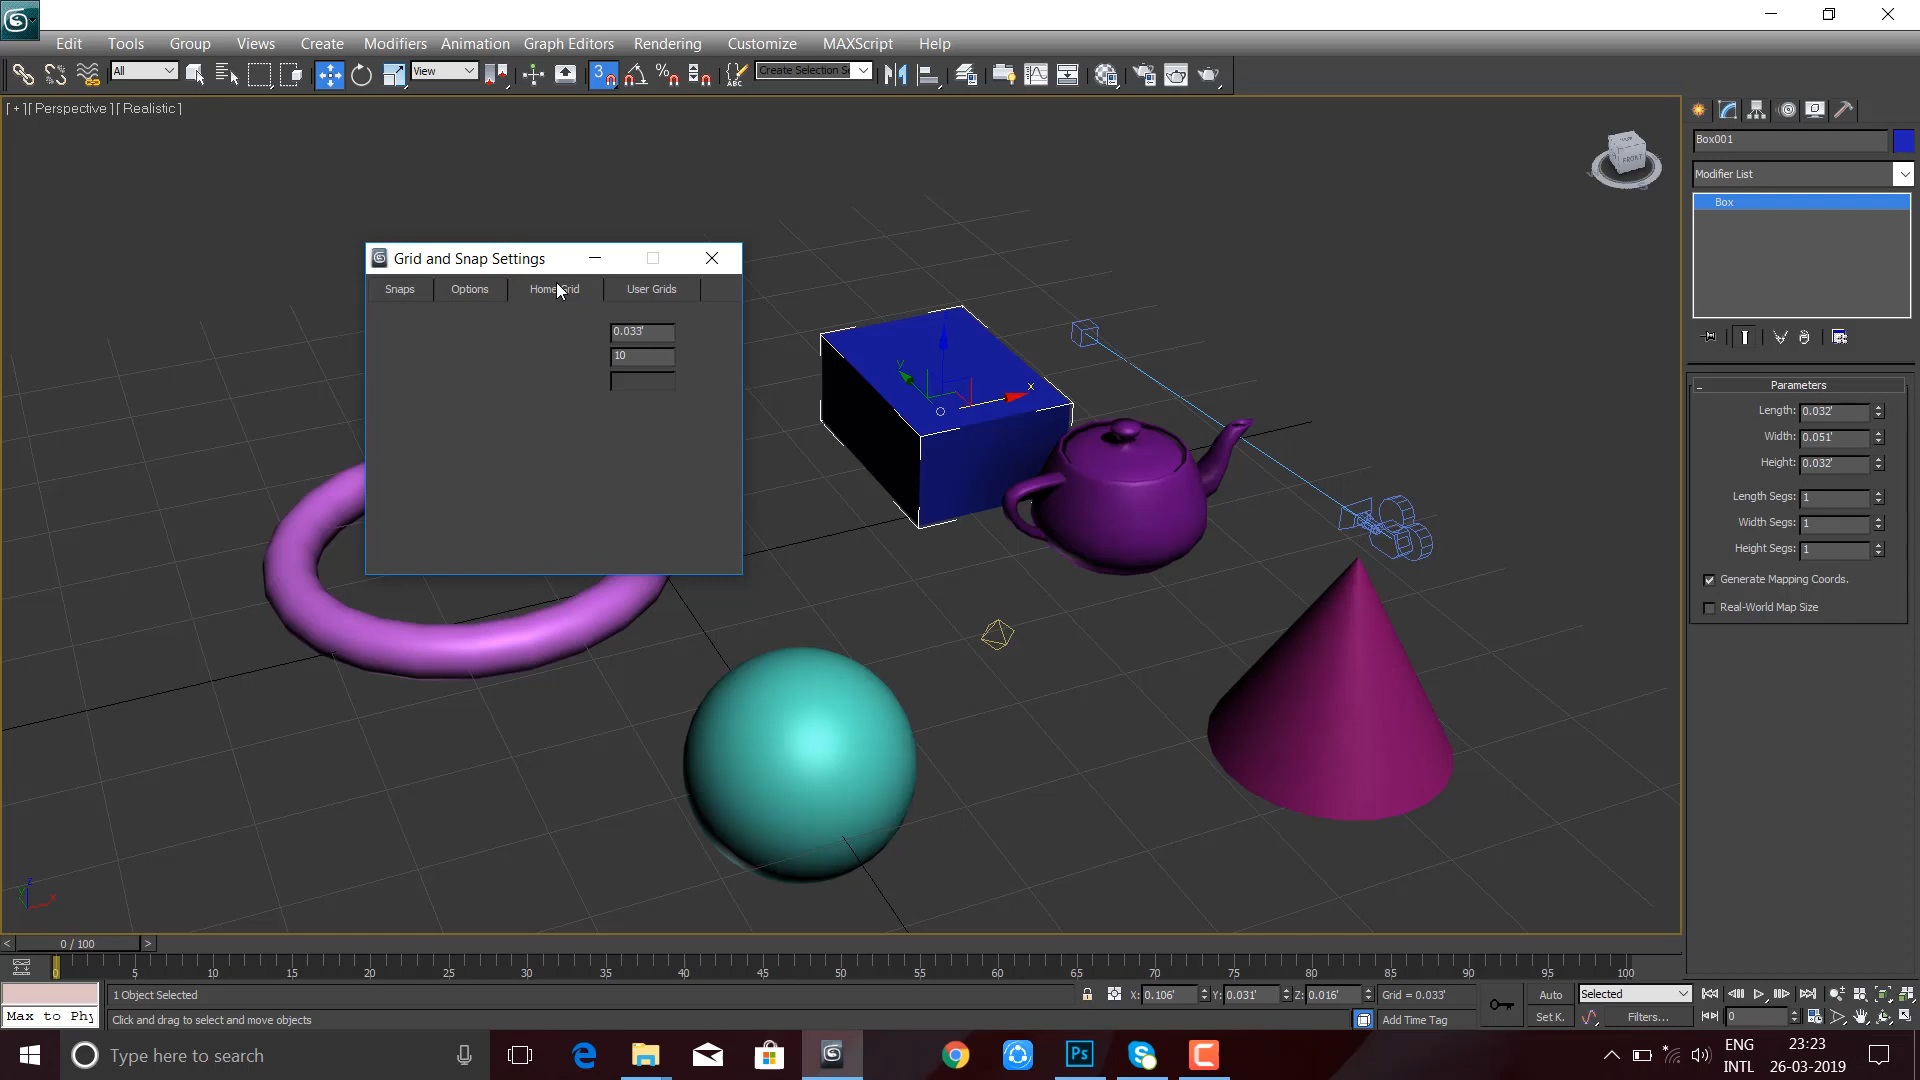 Edit Tools Group Views Create Modifiers Animation Graph Editors Rendering Customize MAXScript Help
All View 3 % ABC Create Selection Se
[ + ][ Perspective ][ Realistic ]
Box001
Modifier List
Box
Grid and Snap Settings
Snaps Options Home Grid User Grids
0.033'
10
FRONT
x
y
Parameters
Length: 0.032'
Width: 0.051'
Height: 0.032'
Length Segs: 1
Width Segs: 1
Height Segs: 1
Generate Mapping Coords.
Real-World Map Size
z
x
< 0 / 100 >
0 5 10 15 20 25 30 35 40 45 50 55 60 65 70 75 80 85 90 95 100
1 Object Selected X: 0.106' Y: 0.031' Z: 0.016' Grid = 0.033' Auto Selected
Max to Phy Click and drag to select and move objects Add Time Tag Set K. Filters... 0
Type here to search Ps ENG 23:23
INTL 26-03-2019